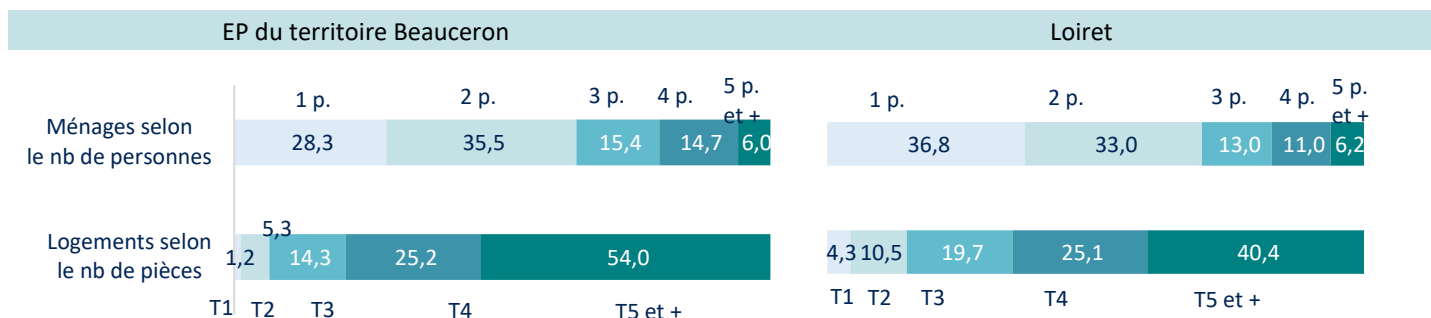 EP du territoire Beauceron
Loiret
1 p. 2 p. 3 p. 4 p. 5 p. et +
Ménages selon le nb de personnes
28,3 35,5 15,4 14,7 6,0
1 p. 2 p. 3 p. 4 p. 5 p. et +
36,8 33,0 13,0 11,0 6,2
Logements selon le nb de pièces
1,2 5,3 14,3 25,2 54,0
T1 T2 T3 T4 T5 et +
4,3 10,5 19,7 25,1 40,4
T1 T2 T3 T4 T5 et +